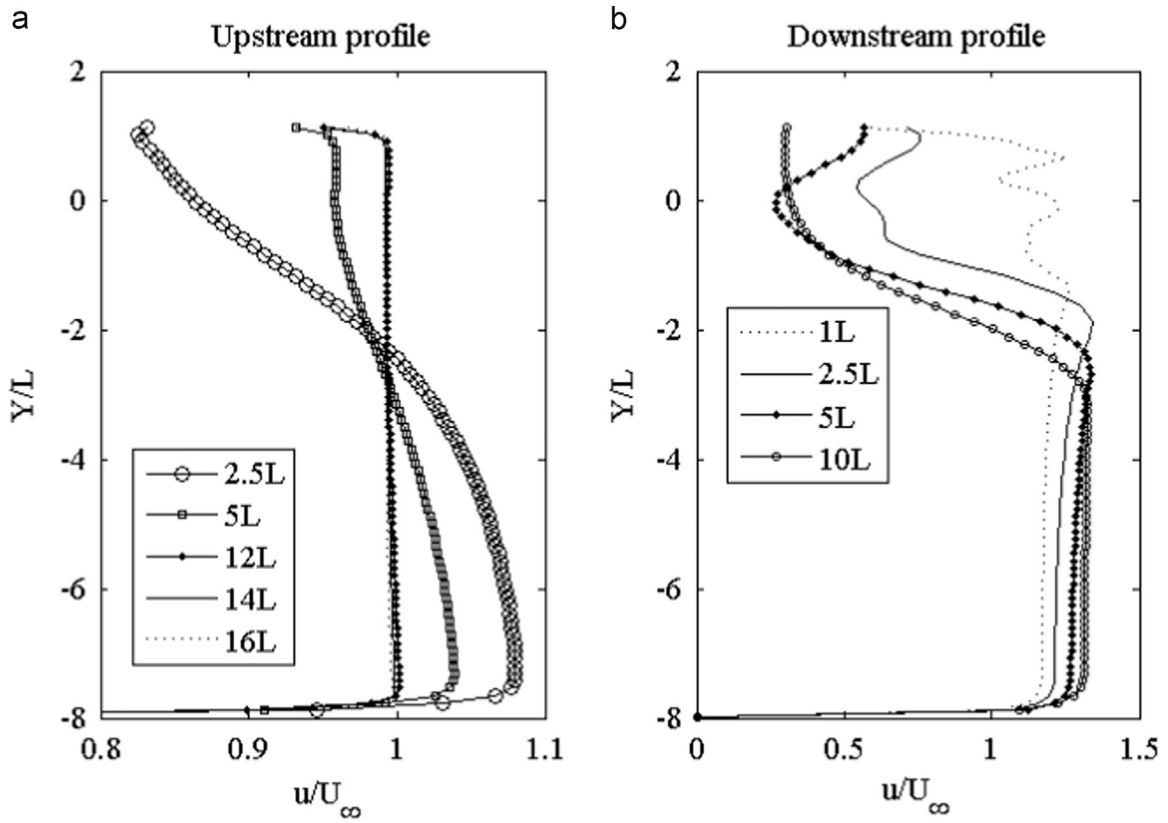 a
Upstream profile
2
0
-2
-4
-6
-8
Y/L
0.8
0.9
1
1.1
u/U∞
2.5L
5L
12L
14L
16L
b
Downstream profile
2
0
-2
-4
-6
-8
Y/L
0
0.5
1
1.5
u/U∞
1L
2.5L
5L
10L